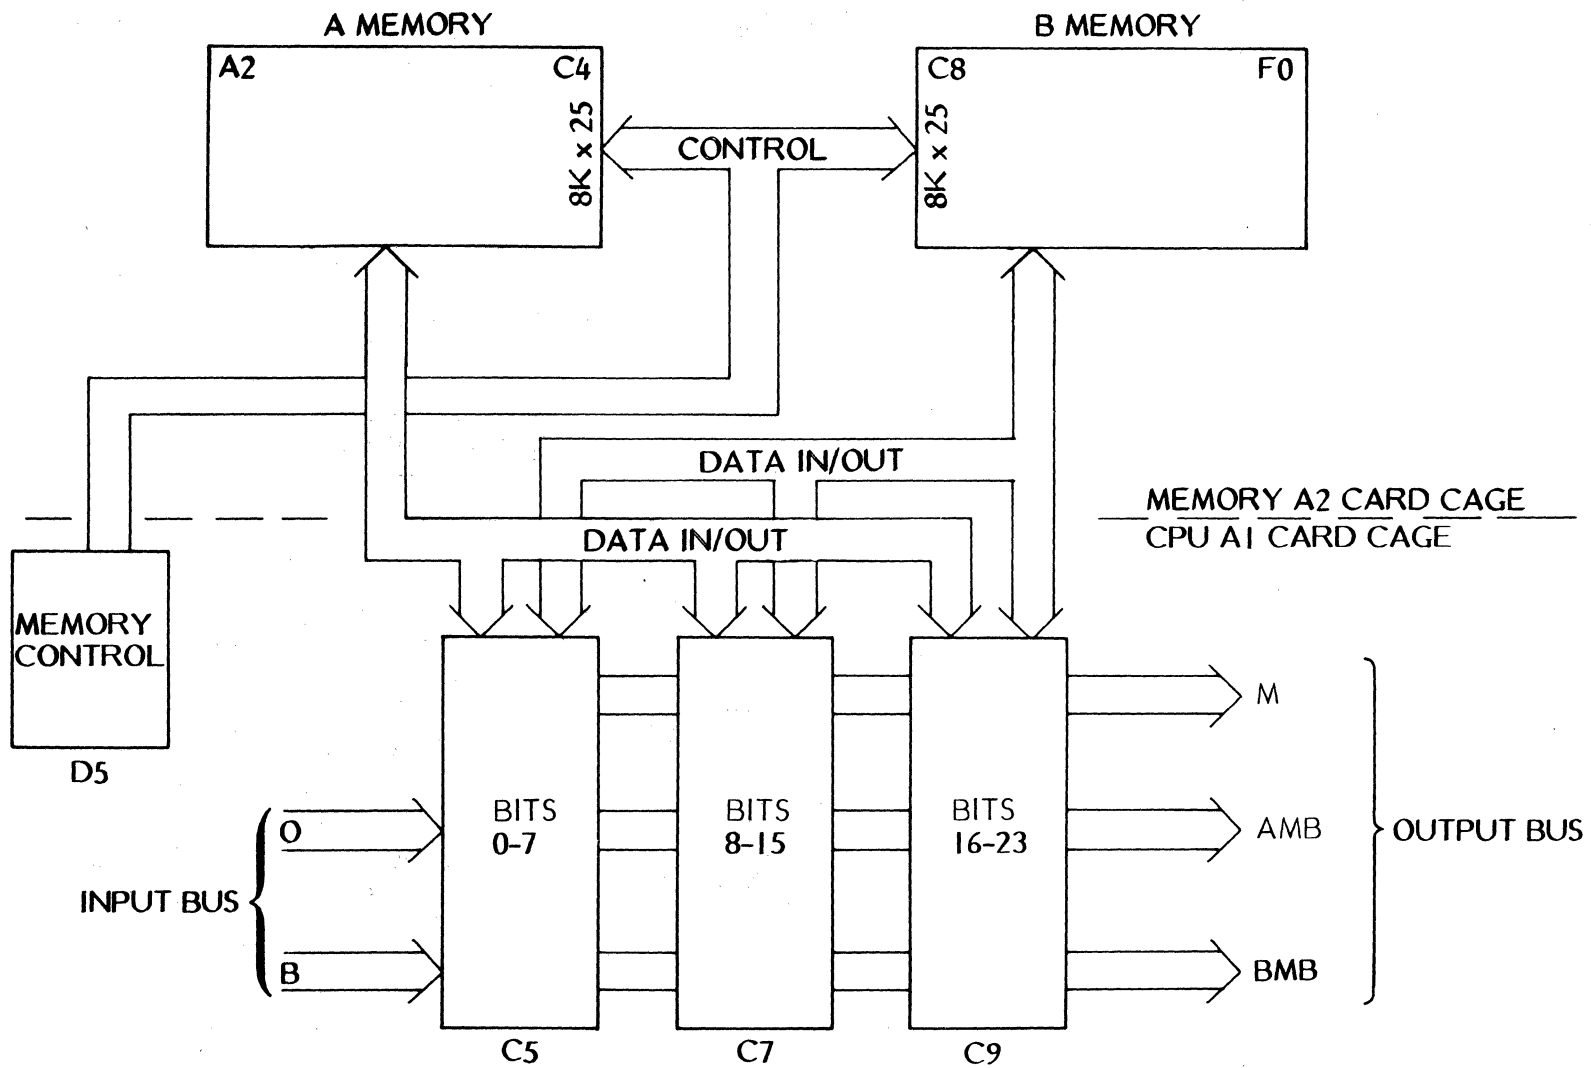 A MEMORY
B MEMORY
A2
C4
8K x 25
CONTROL
C8
F0
8K x 25
DATA IN/OUT
MEMORY A2 CARD CAGE
CPU A1 CARD CAGE
DATA IN/OUT
MEMORY
CONTROL
D5
M
BITS
0-7
BITS
8-15
BITS
16-23
O
AMB
OUTPUT BUS
INPUT BUS
B
BMB
C5
C7
C9